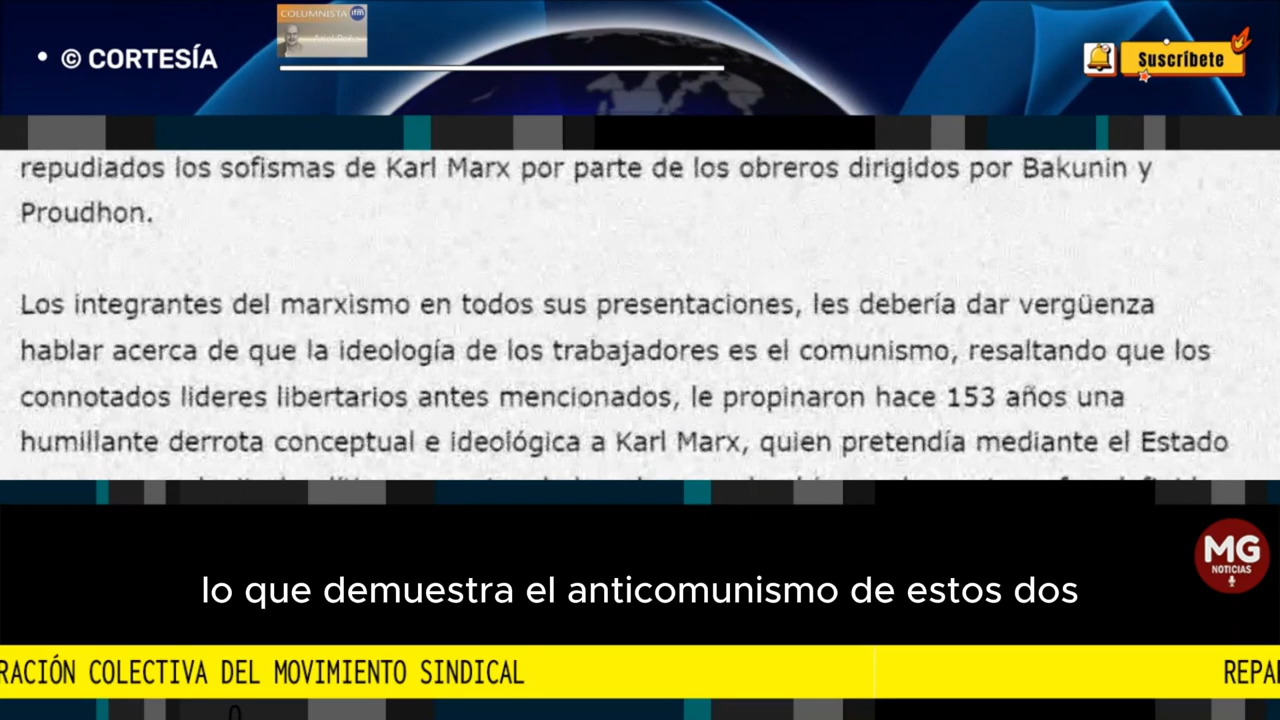 COLUMNISTA ifm
• © CORTESÍA
Suscríbete
repudiados los sofismas de Karl Marx por parte de los obreros dirigidos por Bakunin y
Proudhon.
Los integrantes del marxismo en todos sus presentaciones, les debería dar vergüenza
hablar acerca de que la ideología de los trabajadores es el comunismo, resaltando que los
connotados lideres libertarios antes mencionados, le propinaron hace 153 años una
humillante derrota conceptual e ideológica a Karl Marx, quien pretendía mediante el Estado
MG
NOTICIAS
lo que demuestra el anticomunismo de estos dos
RACIÓN COLECTIVA DEL MOVIMIENTO SINDICAL
REPA